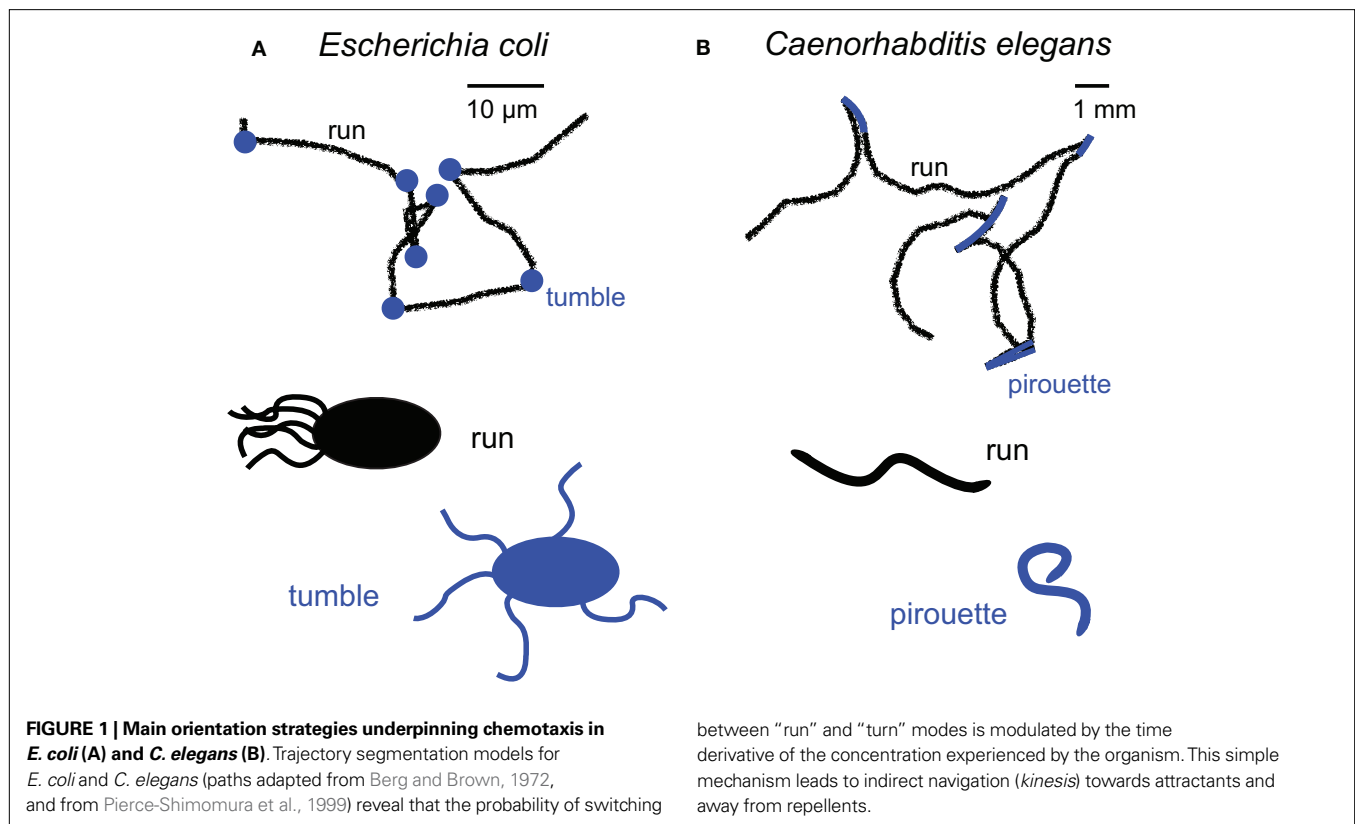 A Escherichia coli
10 µm
run
tumble
run
tumble
B Caenorhabditis elegans
1 mm
run
pirouette
run
pirouette
FIGURE 1 | Main orientation strategies underpinning chemotaxis in
E. coli (A) and C. elegans (B). Trajectory segmentation models for
E. coli and C. elegans (paths adapted from Berg and Brown, 1972,
and from Pierce-Shimomura et al., 1999) reveal that the probability of switching
between “run” and “turn” modes is modulated by the time
derivative of the concentration experienced by the organism. This simple
mechanism leads to indirect navigation (kinesis) towards attractants and
away from repellents.